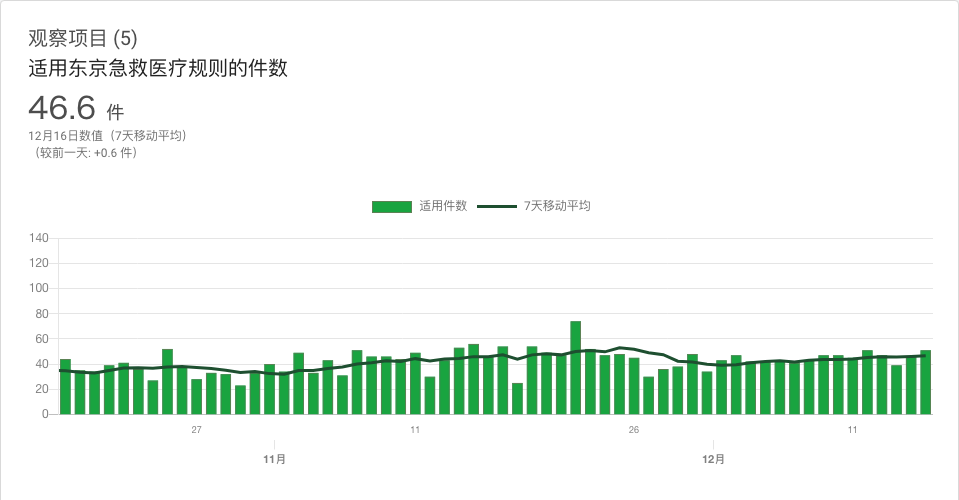 观察项目 (5)
适用东京急救医疗规则的件数
46.6 件
12月16日数值（7天移动平均）
（较前一天: +0.6 件）
适用件数 7天移动平均
140
120
100
80
60
40
20
0
27 11 26 11
11月 12月